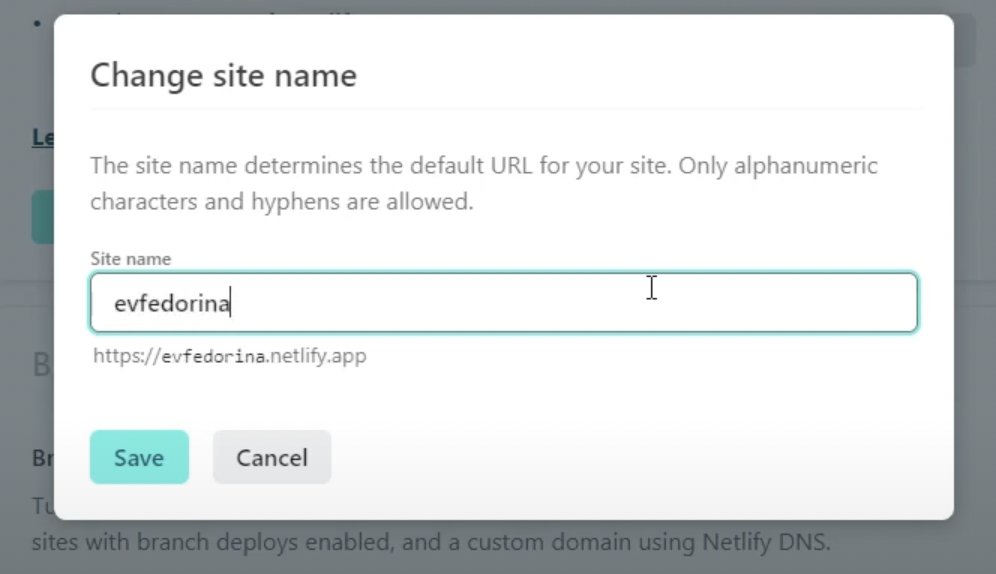 Change site name
The site name determines the default URL for your site. Only alphanumeric
characters and hyphens are allowed.
Site name
evfedorina
https://evfedorina.netlify.app
Save
Cancel
sites with branch deploys enabled, and a custom domain using Netlify DNS.